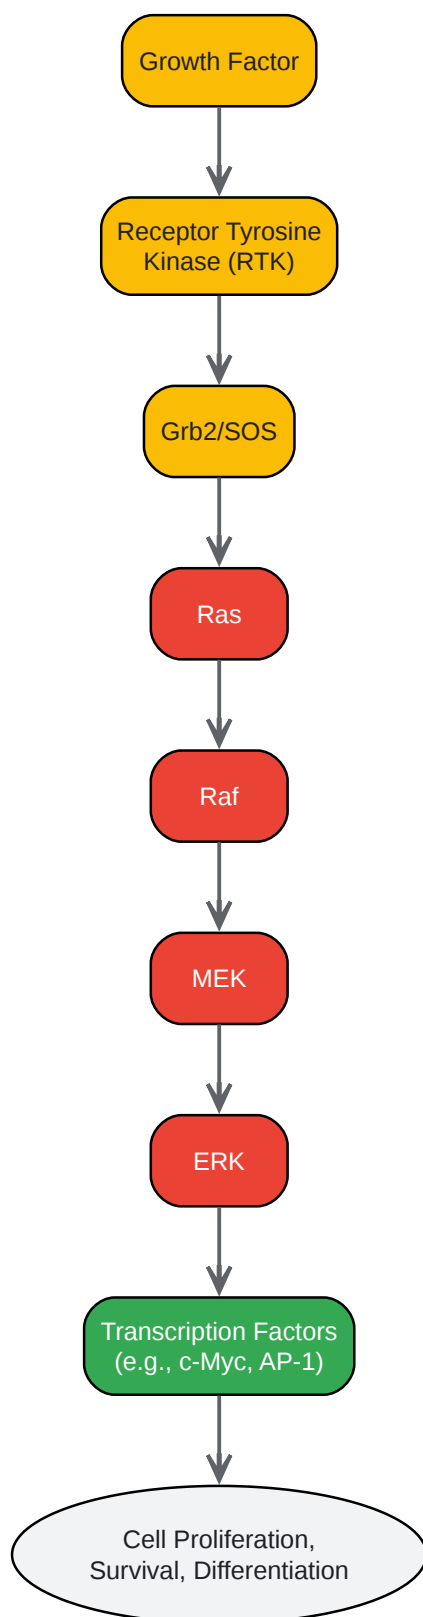 Growth Factor
Receptor Tyrosine
Kinase (RTK)
Grb2/SOS
Ras
Raf
MEK
ERK
Transcription Factors
(e.g., c-Myc, AP-1)
Cell Proliferation,
Survival, Differentiation